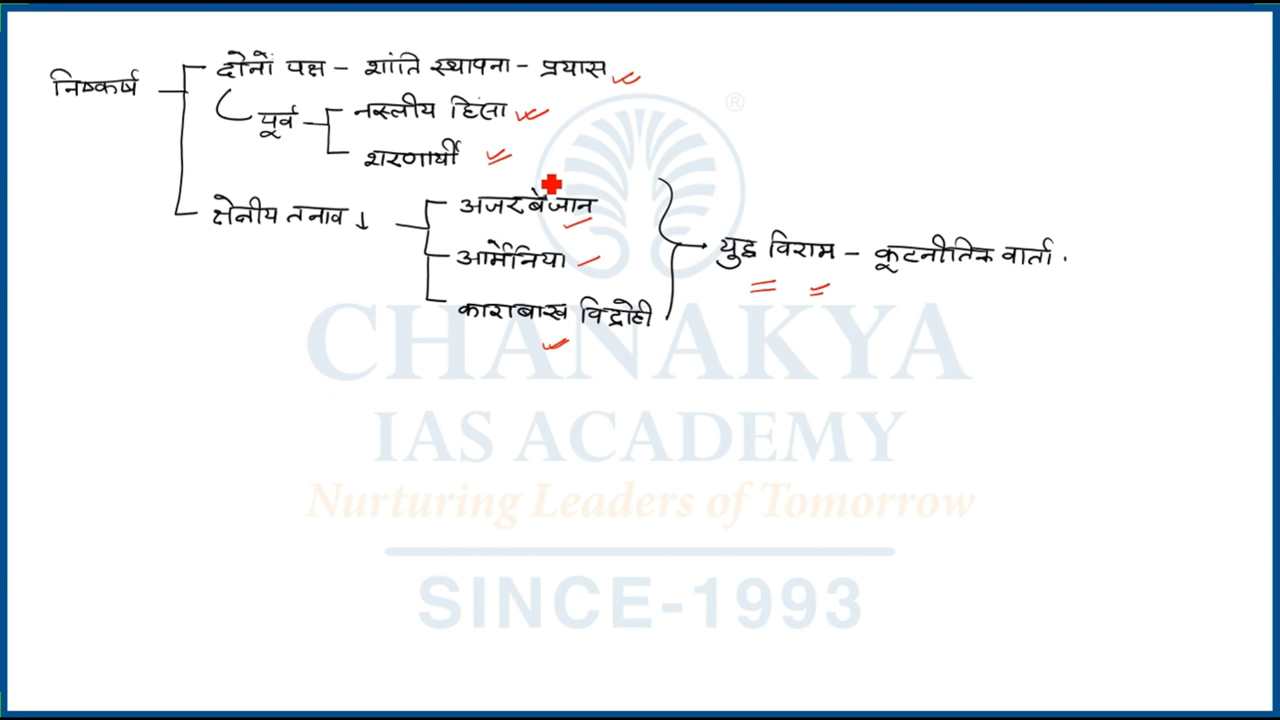 निष्कर्ष
दोनों पक्ष - शांति स्थापना - प्रयास
पूर्व
नस्लीय हिंसा
शरणार्थी
क्षेत्रीय तनाव ↓
अजरबैजान
आर्मेनिया
काराबाख विद्रोही
युद्ध विराम - कूटनीतिक वार्ता.
®
CHANAKYA
IAS ACADEMY
Nurturing Leaders of Tomorrow
SINCE-1993